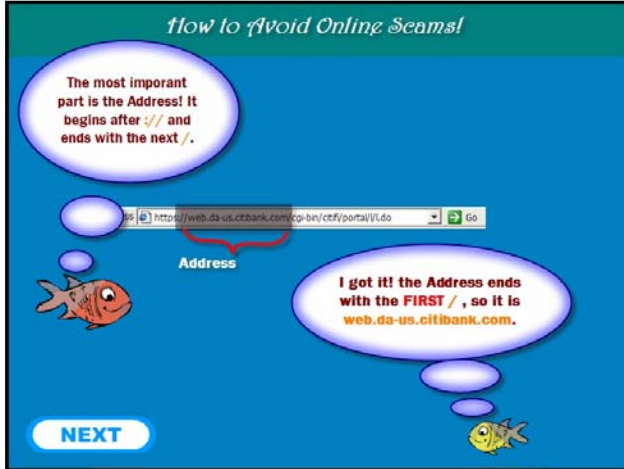 How to Avoid Online Scams!
The most imporant
part is the Address! It
begins after :// and
ends with the next /.
ss https://web.da-us.citibank.com/cgi-bin/citifi/portal/l/l.do Go
Address
I got it! the Address ends
with the FIRST / , so it is
web.da-us.citibank.com.
NEXT